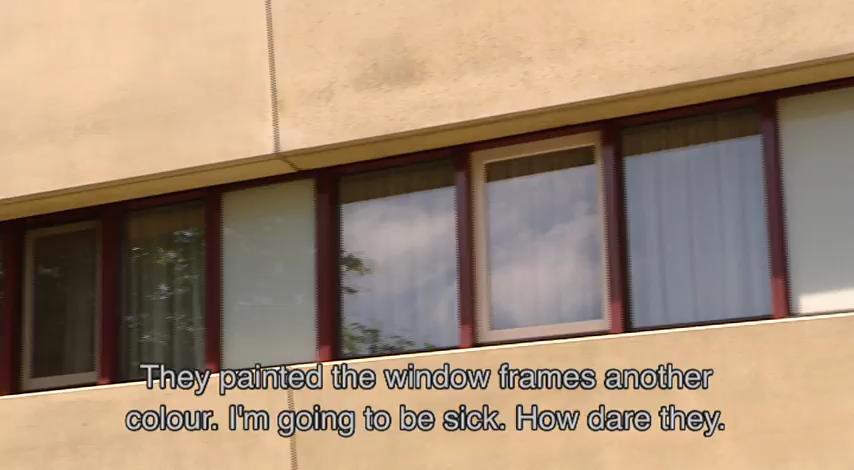 They painted the window frames another
colour. I'm going to be sick. How dare they.